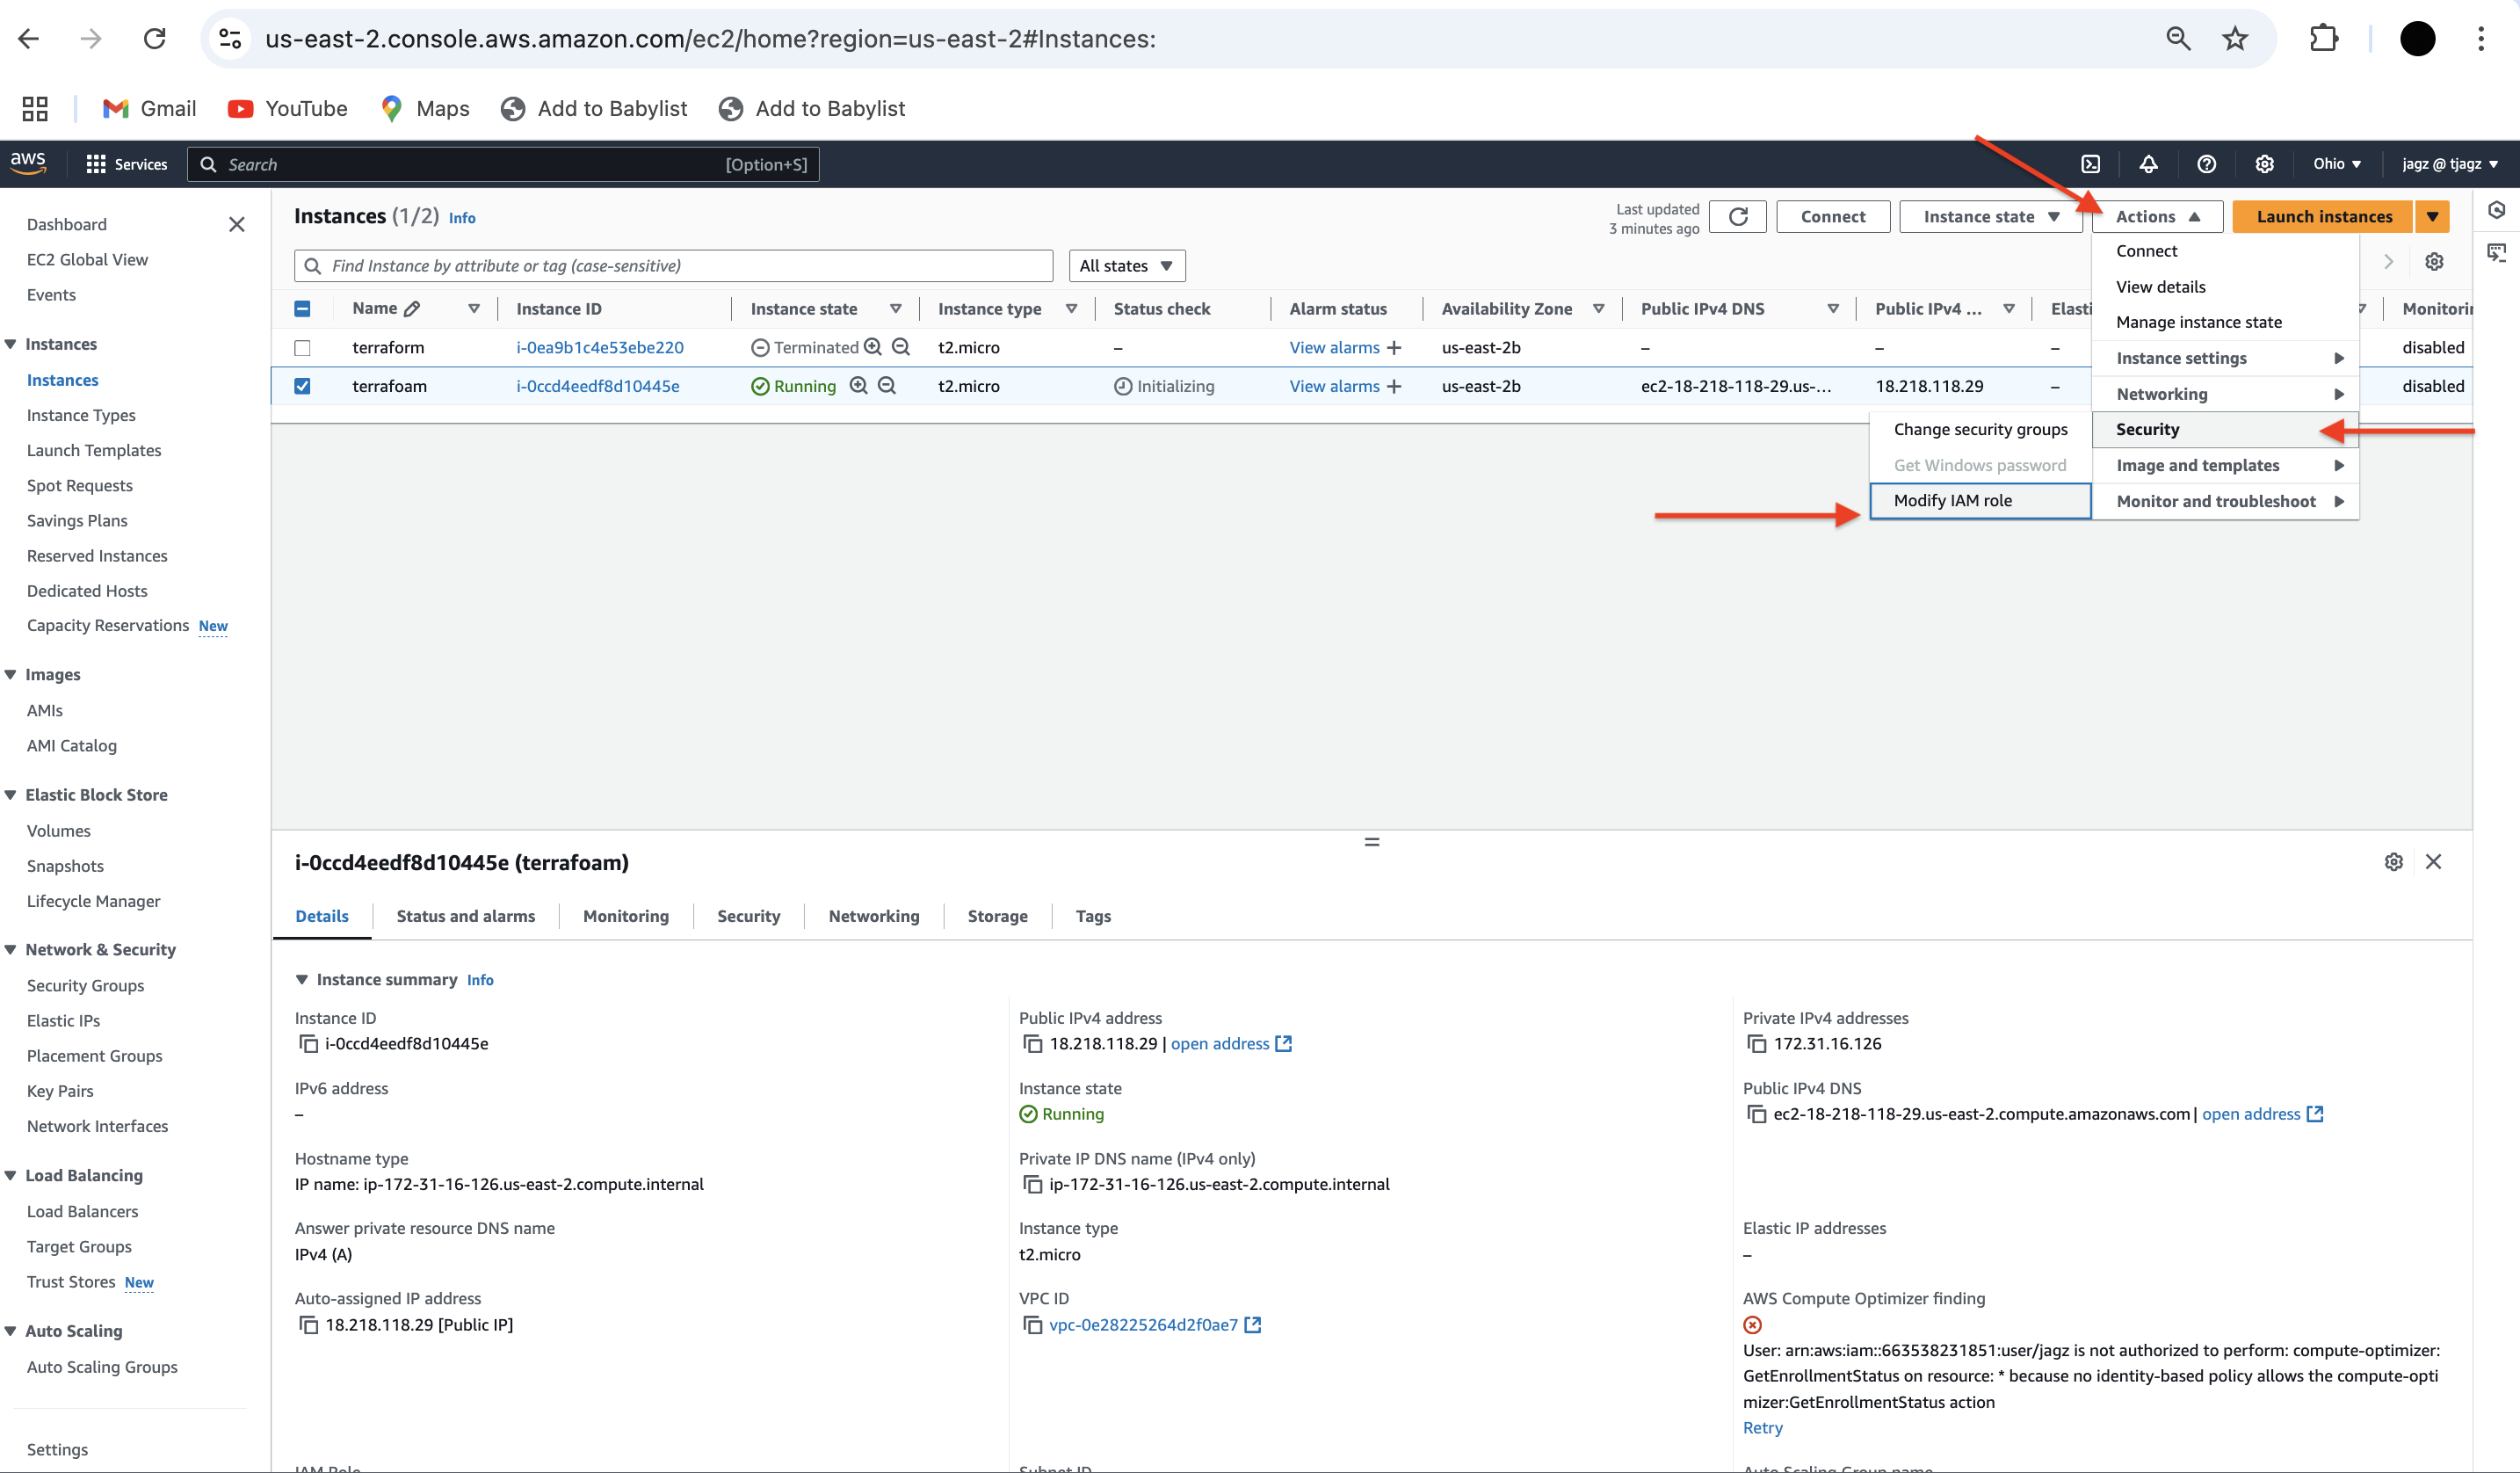 us-east-2.console.aws.amazon.com/ec2/home?region=us-east-2#Instances:
Gmail
YouTube
Maps
Add to Babylist
Add to Babylist
aws
Services
Search
[Option+S]
Ohio
jagz @ tjagz
Dashboard
EC2 Global View
Events
Instances
Instances
Instance Types
Launch Templates
Spot Requests
Savings Plans
Reserved Instances
Dedicated Hosts
Capacity Reservations New
Images
AMIs
AMI Catalog
Elastic Block Store
Volumes
Snapshots
Lifecycle Manager
Network & Security
Security Groups
Elastic IPs
Placement Groups
Key Pairs
Network Interfaces
Load Balancing
Load Balancers
Target Groups
Trust Stores New
Auto Scaling
Auto Scaling Groups
Settings
Instances (1/2) Info
Last updated
3 minutes ago
Connect
Instance state
Actions
Launch instances
Find Instance by attribute or tag (case-sensitive)
All states
Name Instance ID Instance state Instance type Status check Alarm status Availability Zone Public IPv4 DNS Public IPv4 ... Elasti Monitorin
terraform i-0ea9b1c4e53ebe220 Terminated t2.micro – View alarms + us-east-2b – – – disabled
terrafoam i-0ccd4eedf8d10445e Running t2.micro Initializing View alarms + us-east-2b ec2-18-218-118-29.us-... 18.218.118.29 – disabled
Connect
View details
Manage instance state
Instance settings
Networking
Security
Image and templates
Monitor and troubleshoot
Change security groups
Get Windows password
Modify IAM role
i-0ccd4eedf8d10445e (terrafoam)
Details
Status and alarms
Monitoring
Security
Networking
Storage
Tags
Instance summary Info
Instance ID
i-0ccd4eedf8d10445e
IPv6 address
–
Hostname type
IP name: ip-172-31-16-126.us-east-2.compute.internal
Answer private resource DNS name
IPv4 (A)
Auto-assigned IP address
18.218.118.29 [Public IP]
IAM Role
Public IPv4 address
18.218.118.29 | open address
Instance state
Running
Private IP DNS name (IPv4 only)
ip-172-31-16-126.us-east-2.compute.internal
Instance type
t2.micro
VPC ID
vpc-0e28225264d2f0ae7
Subnet ID
Private IPv4 addresses
172.31.16.126
Public IPv4 DNS
ec2-18-218-118-29.us-east-2.compute.amazonaws.com | open address
Elastic IP addresses
–
AWS Compute Optimizer finding
User: arn:aws:iam::663538231851:user/jagz is not authorized to perform: compute-optimizer:
GetEnrollmentStatus on resource: * because no identity-based policy allows the compute-opti
mizer:GetEnrollmentStatus action
Retry
Auto Scaling Group name